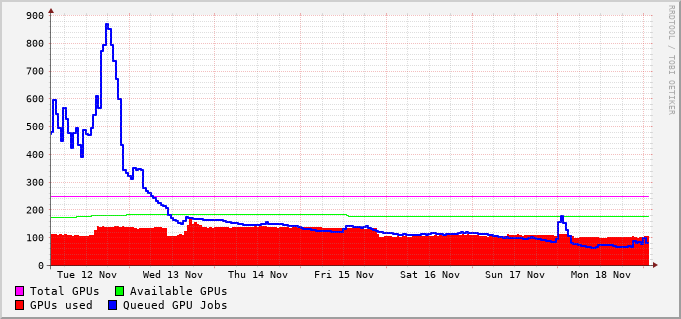 900
800
700
600
500
400
300
200
100
0
Tue 12 Nov Wed 13 Nov Thu 14 Nov Fri 15 Nov Sat 16 Nov Sun 17 Nov Mon 18 Nov
Total GPUs Available GPUs
GPUs used Queued GPU Jobs
RRDTOOL / TOBI OETIKER